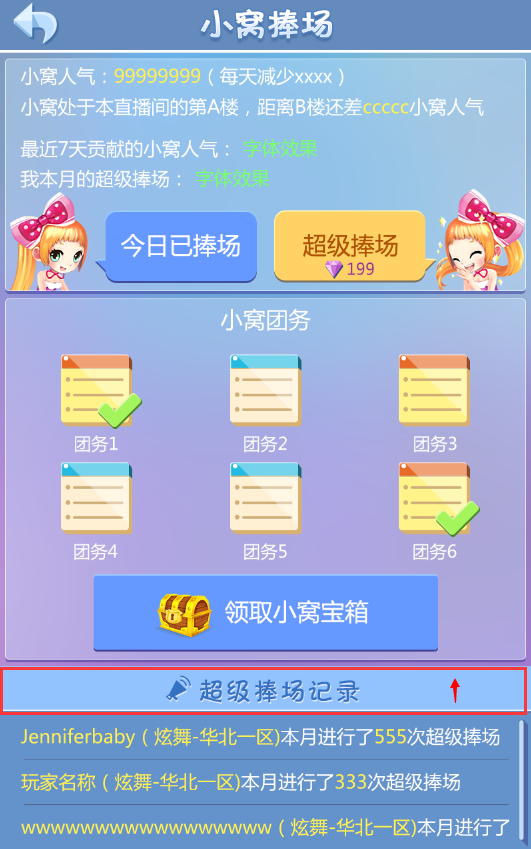 小窝捧场
小窝人气：99999999（每天减少xxxx）
小窝处于本直播间的第A楼，距离B楼还差ccccc小窝人气
最近7天贡献的小窝人气： 字体效果
我本月的超级捧场： 字体效果
今日已捧场
超级捧场
199
小窝团务
团务1
团务2
团务3
团务4
团务5
团务6
领取小窝宝箱
超级捧场记录
Jenniferbaby（炫舞-华北一区)本月进行了555次超级捧场
玩家名称（炫舞-华北一区)本月进行了333次超级捧场
wwwwwwwwwwwwwwwww（炫舞-华北一区)本月进行了